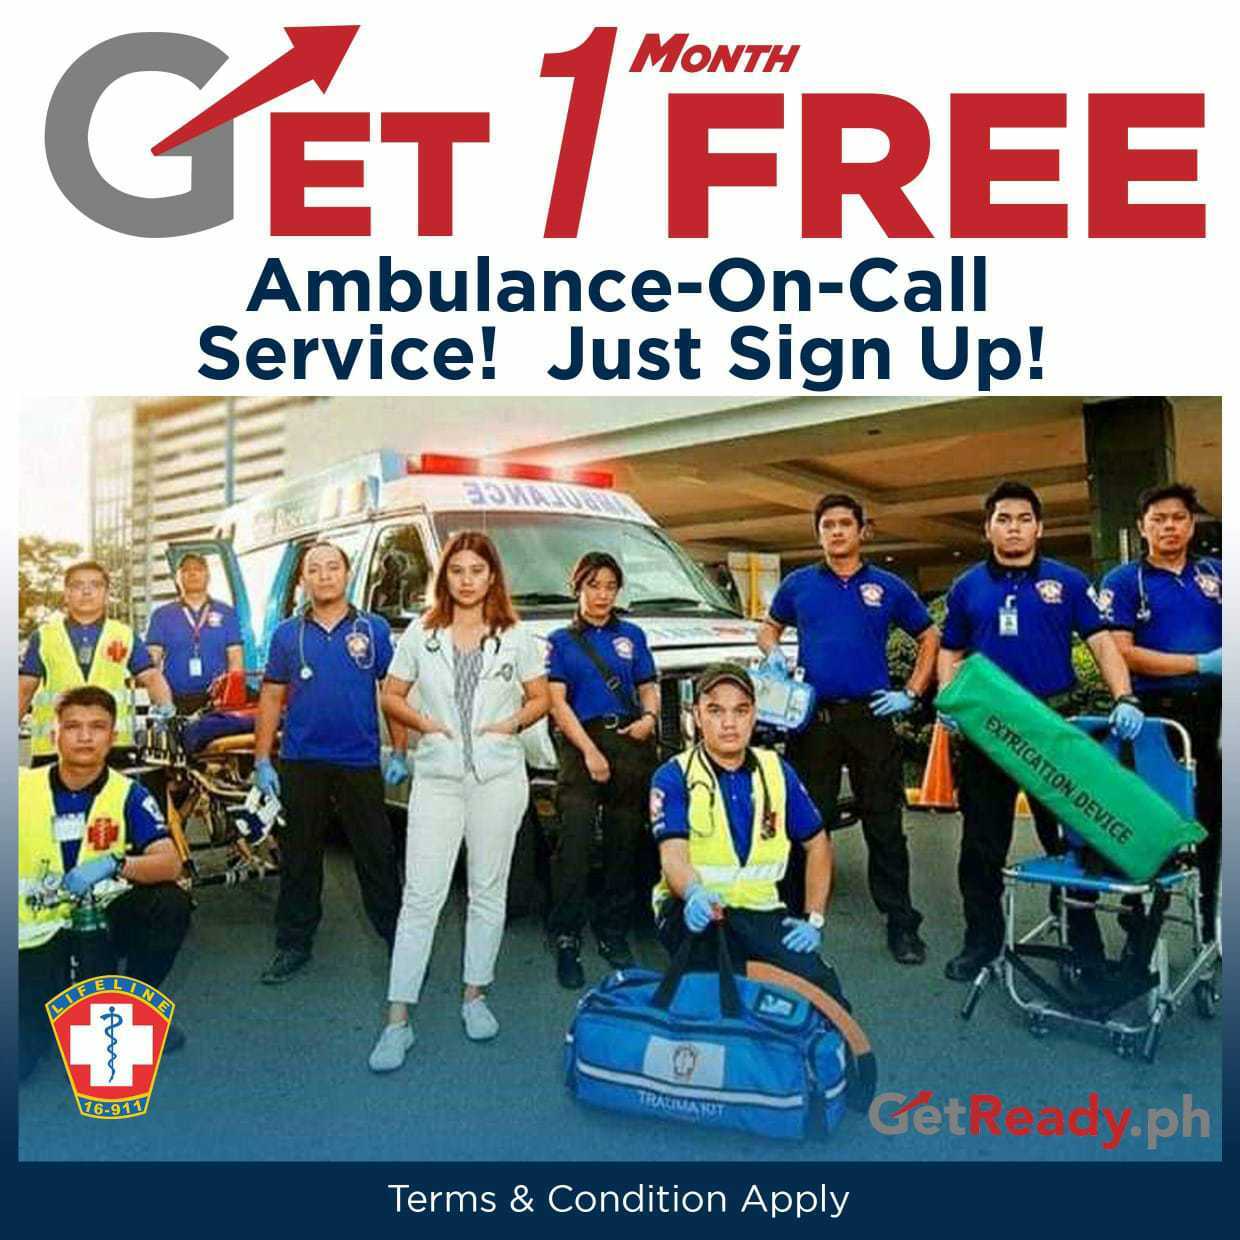 GET 1 MONTH FREE
Ambulance-On-Call
Service! Just Sign Up!
AMBULANCE
EXTRICATION DEVICE
LIFELINE
16-911
TRAUMA KIT
GetReady.ph
Terms & Condition Apply